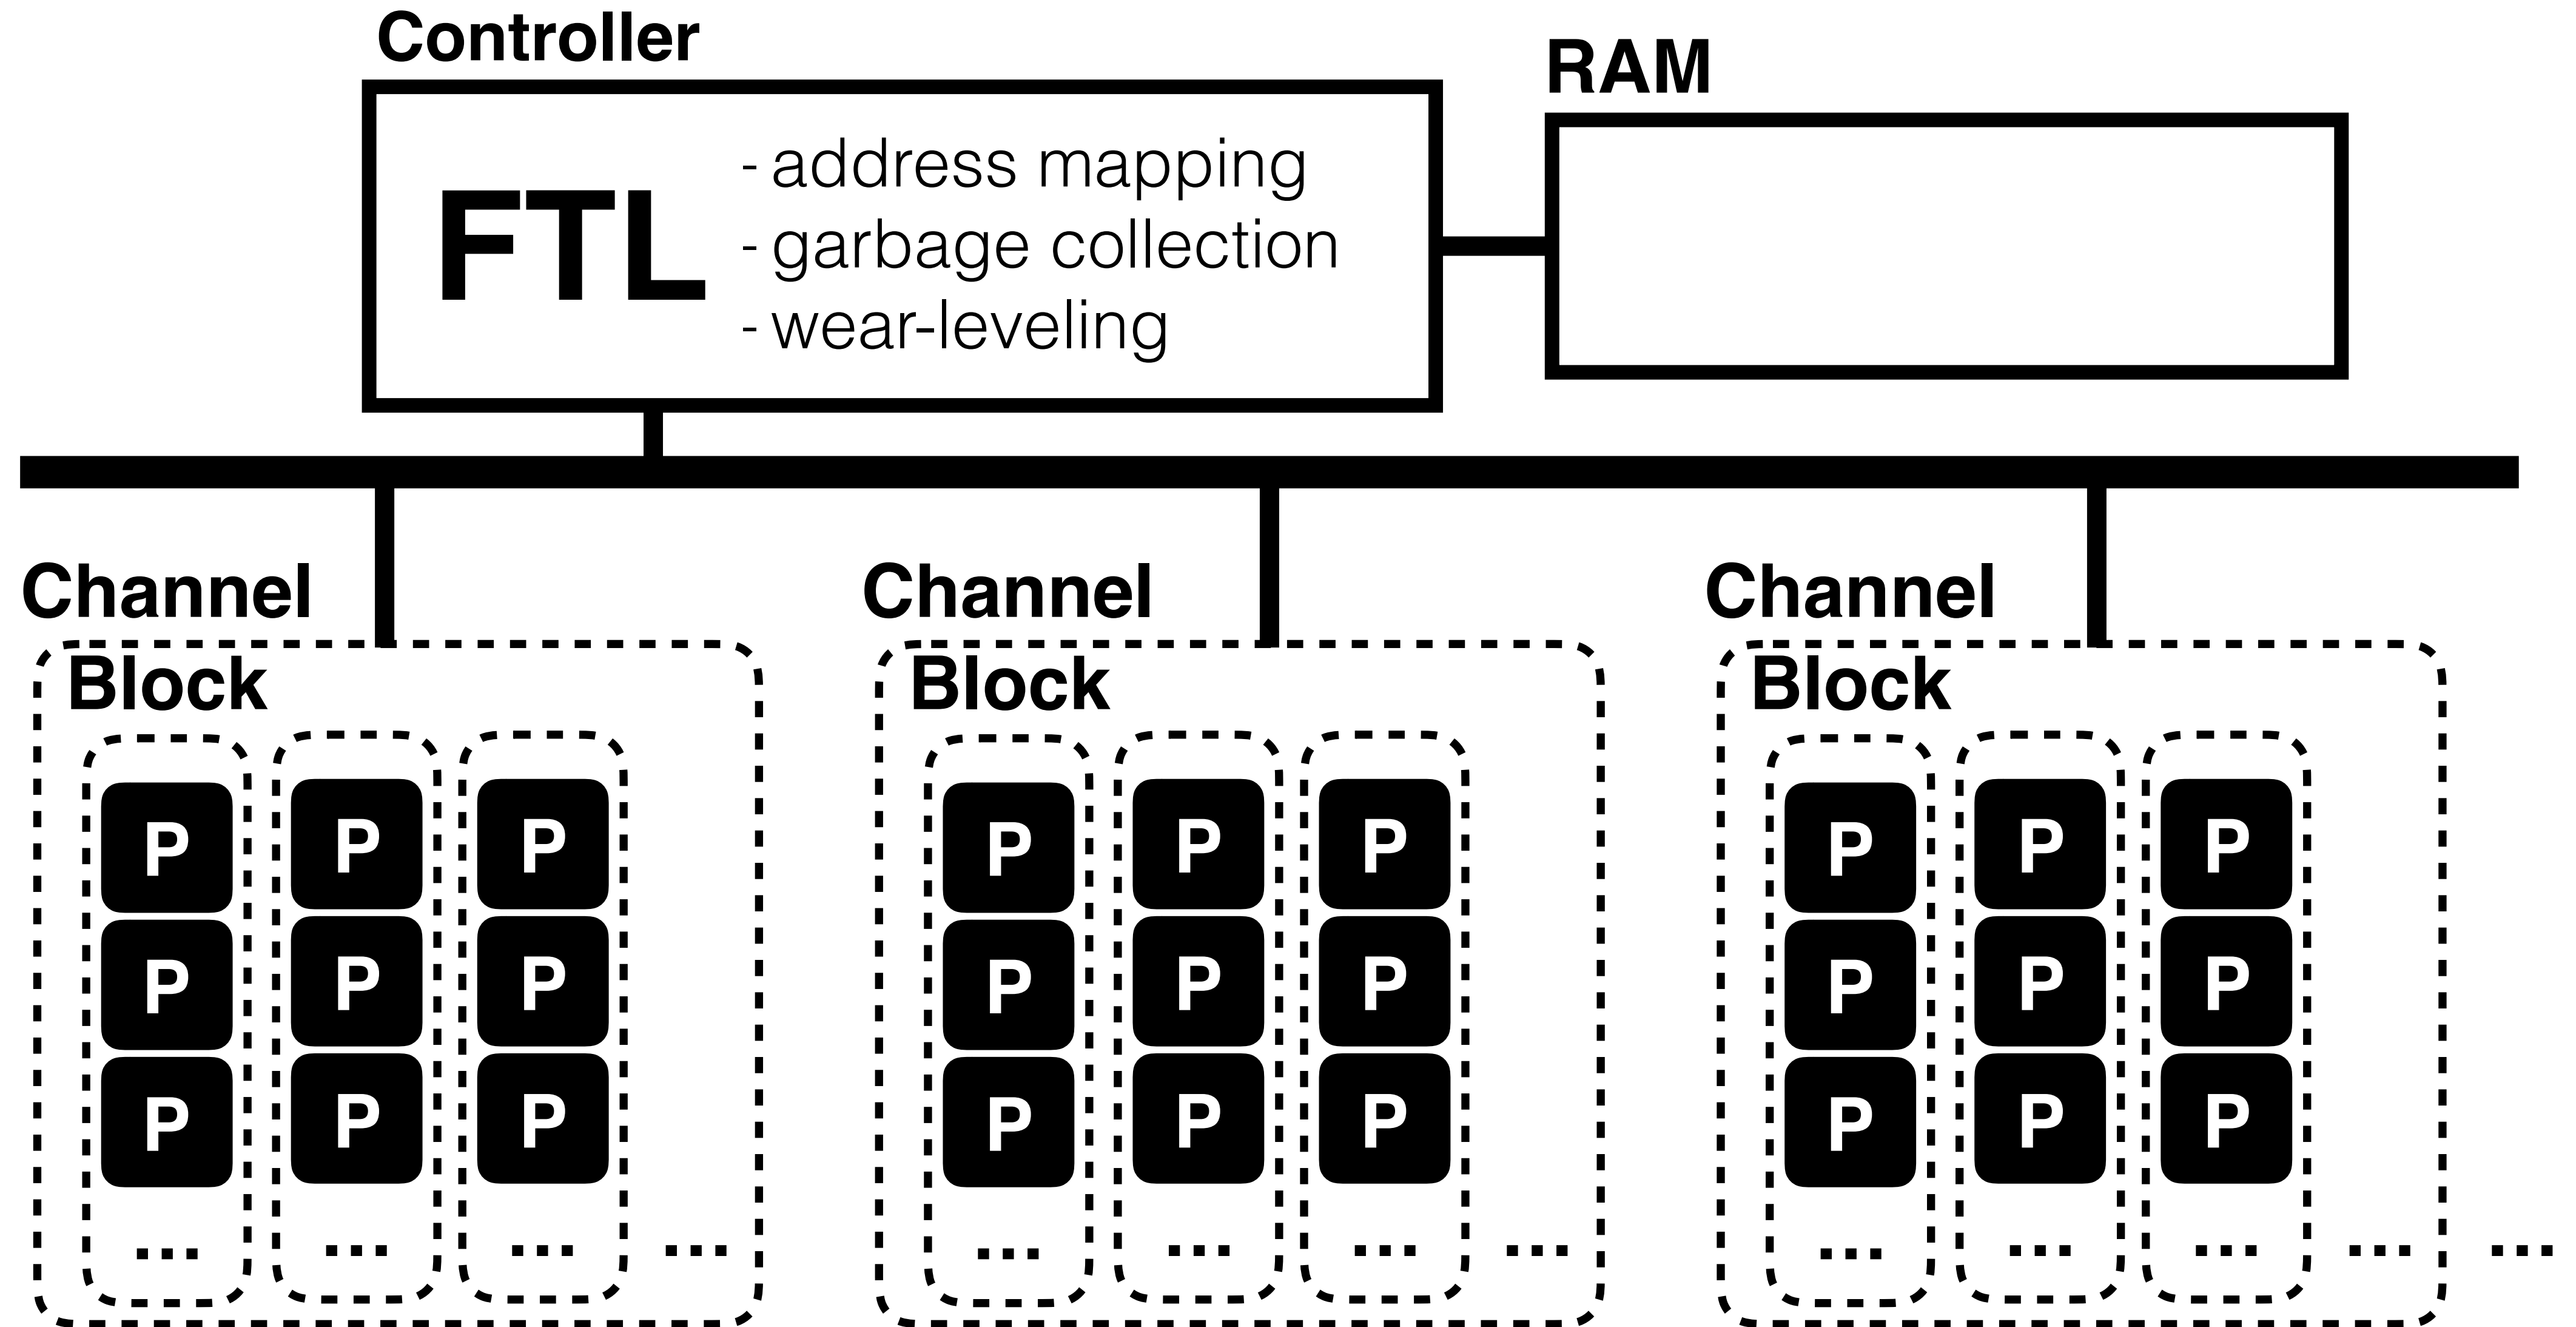 Controller
RAM
FTL
- address mapping
- garbage collection
- wear-leveling
Channel Channel Channel
Block Block Block
P P P P P P P P P
P P P P P P P P P
P P P P P P P P P
... ... ... ... ... ... ... ... ... ... ... ... ...